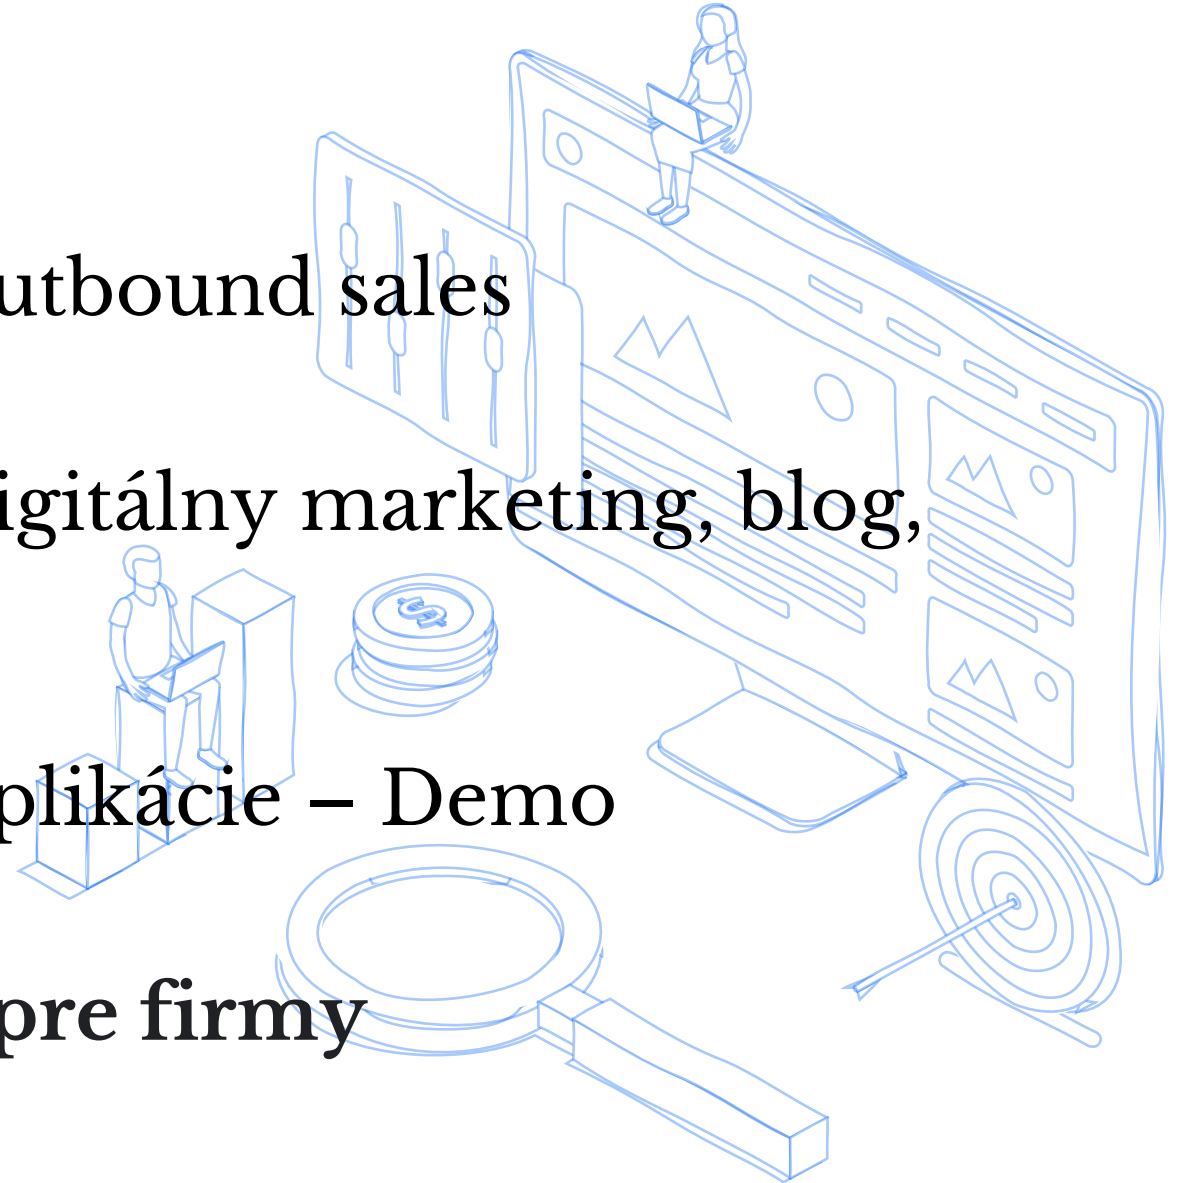 utbound sales
igitálny marketing, blog,
plikácie – Demo
pre firmy